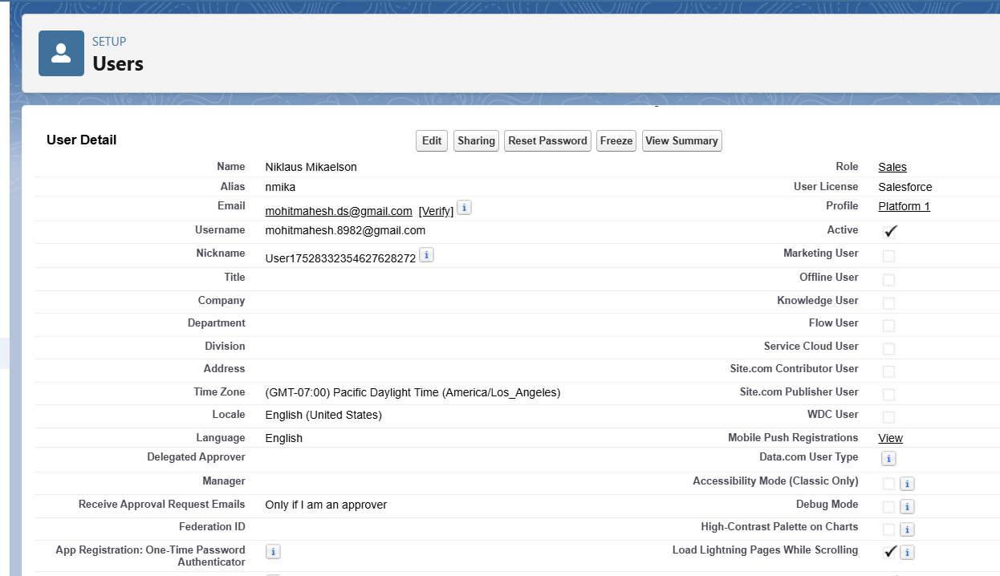 SETUP
Users
User Detail
Edit
Sharing
Reset Password
Freeze
View Summary
Name Niklaus Mikaelson Role Sales
Alias nmika User License Salesforce
Email mohitmahesh.ds@gmail.com [Verify] i Profile Platform 1
Username mohitmahesh.8982@gmail.com Active
Nickname User17528332354627628272 i Marketing User
Title Offline User
Company Knowledge User
Department Flow User
Division Service Cloud User
Address Site.com Contributor User
Time Zone (GMT-07:00) Pacific Daylight Time (America/Los_Angeles) Site.com Publisher User
Locale English (United States) WDC User
Language English Mobile Push Registrations View
Delegated Approver Data.com User Type i
Manager Accessibility Mode (Classic Only) i
Receive Approval Request Emails Only if I am an approver Debug Mode i
Federation ID High-Contrast Palette on Charts i
App Registration: One-Time Password i Load Lightning Pages While Scrolling i
Authenticator